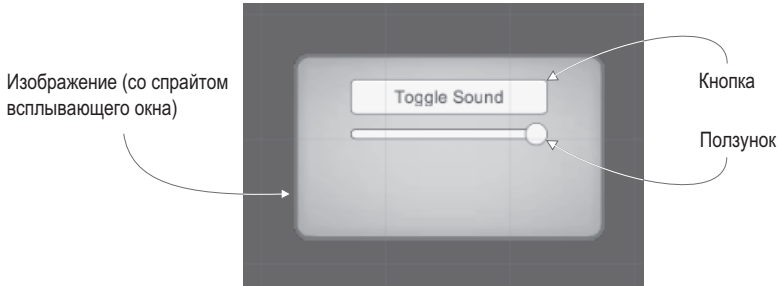 Изображение (со спрайтом
всплывающего окна)
Toggle Sound
Кнопка
Ползунок